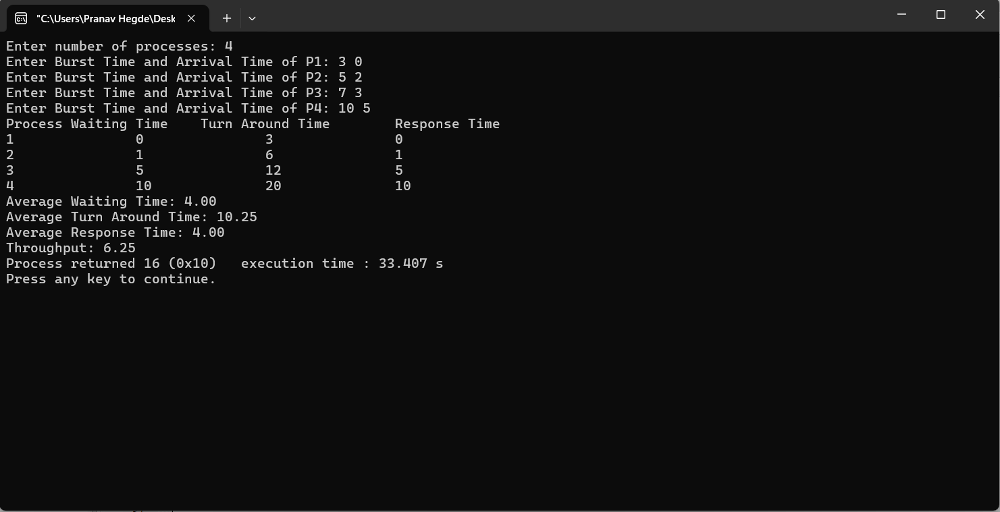 "C:\Users\Pranav Hegde\Desk
Enter number of processes: 4
Enter Burst Time and Arrival Time of P1: 3 0
Enter Burst Time and Arrival Time of P2: 5 2
Enter Burst Time and Arrival Time of P3: 7 3
Enter Burst Time and Arrival Time of P4: 10 5
Process Waiting Time    Turn Around Time        Response Time
1               0               3               0
2               1               6               1
3               5               12              5
4               10              20              10
Average Waiting Time: 4.00
Average Turn Around Time: 10.25
Average Response Time: 4.00
Throughput: 6.25
Process returned 16 (0x10)   execution time : 33.407 s
Press any key to continue.